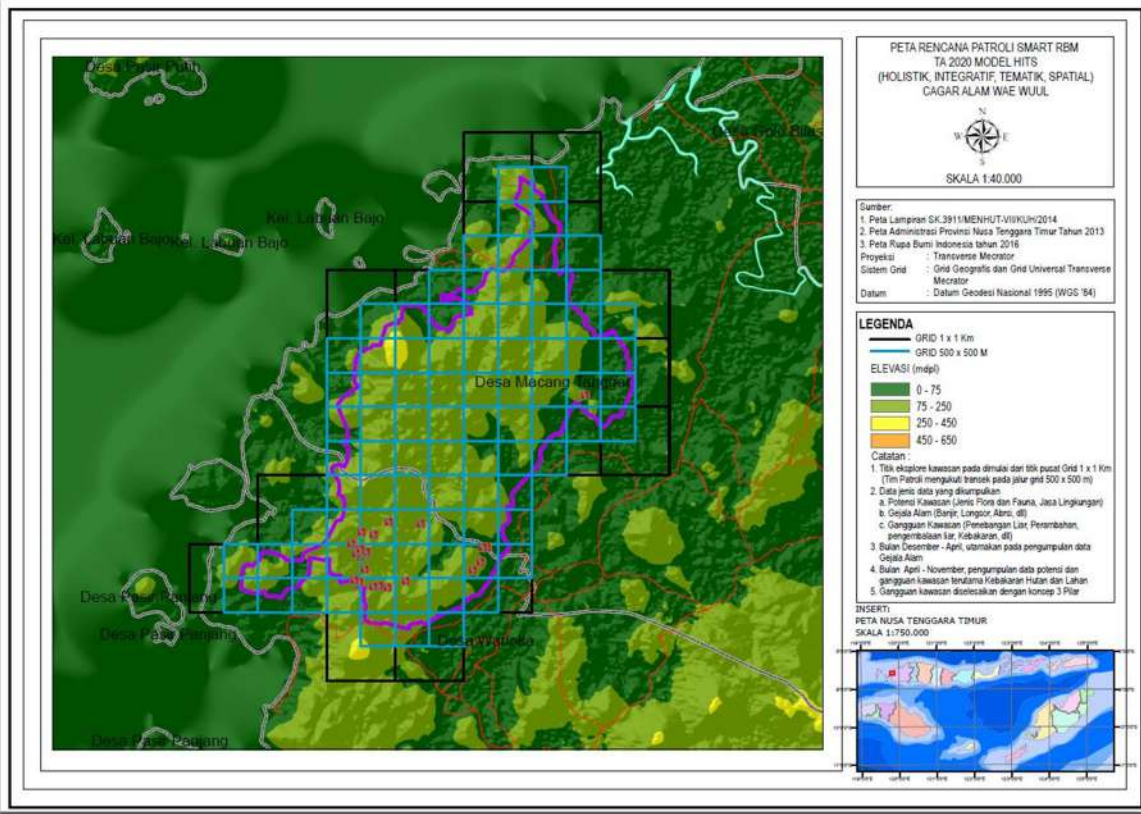 PETA RENCANA PATROLI SMART RBM
TA 2020 MODEL HITS
(HOLISTIK, INTEGRATIF, TEMATIK, SPATIAL)
CAGAR ALAM WAE WUUL
N
W E
S
SKALA 1:40.000
Sumber:
1. Peta Lampiran SK.3911/MENHUT-VII/KUH/2014
2. Peta Administrasi Provinsi Nusa Tenggara Timur Tahun 2013
3. Peta Rupa Bumi Indonesia tahun 2016
Proyeksi : Transverse Mecrator
Sistem Grid : Grid Geografis dan Grid Universal Transverse
Mecrator
Datum : Datum Geodesi Nasional 1995 (WGS '84)
LEGENDA
GRID 1 x 1 Km
GRID 500 x 500 M
ELEVASI (mdpl)
0 - 75
75 - 250
250 - 450
450 - 650
Catatan :
1. Titik eksplore kawasan pada dimulai dari titik pusat Grid 1 x 1 Km
(Tim Patroli mengukuti transek pada jalur grid 500 x 500 m)
2. Data jenis data yang dikumpulkan
a. Potensi Kawasan (Jenis Flora dan Fauna, Jasa Lingkungan)
b. Gejala Alam (Banjir, Longsor, Abrsi, dll)
c. Gangguan Kawasan (Penebangan Liar, Perambahan,
pengembalaan liar, Kebakaran, dll)
3. Bulan Desember - April, utamakan pada pengumpulan data
Gejala Alam
4. Bulan April - November, pengumpulan data potensi dan
gangguan kawasan terutama Kebakaran Hutan dan Lahan
5. Gangguan kawasan diselesaikan dengan konsep 3 Pilar
INSERT:
PETA NUSA TENGGARA TIMUR
SKALA 1:750.000
Desa Pasir Putih
Desa Golo Bilas
Kel. Labuan Bajo
Kel. Labuan Bajo
Kel. Labuan Bajo
Desa Macang Tanggar
Desa Pasir Panjang
Desa Pasir Panjang
Desa Warloka
Desa Pasir Panjang